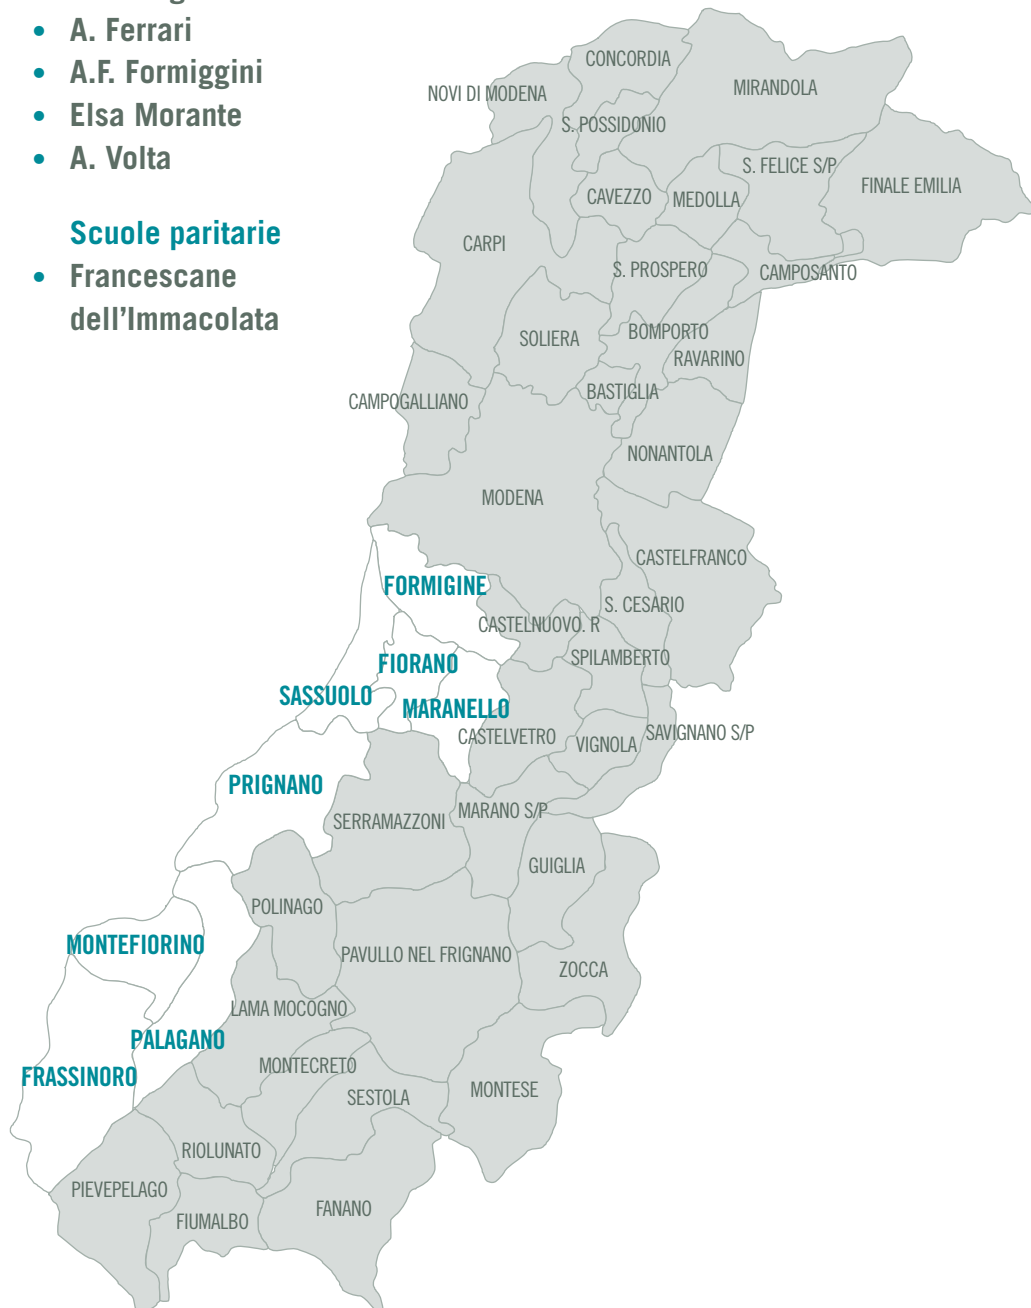 • A. Ferrari
• A.F. Formiggini
• Elsa Morante
• A. Volta
Scuole paritarie
• Francescane
dell'Immacolata
CONCORDIA
MIRANDOLA
NOVI DI MODENA
S. POSSIDONIO
S. FELICE S/P
FINALE EMILIA
CAVEZZO
MEDOLLA
CARPI
S. PROSPERO
CAMPOSANTO
SOLIERA
BOMPORTO
RAVARINO
BASTIGLIA
CAMPOGALLIANO
NONANTOLA
MODENA
CASTELFRANCO
FORMIGINE
S. CESARIO
CASTELNUOVO. R
SPILAMBERTO
FIORANO
SASSUOLO
MARANELLO
CASTELVETRO
VIGNOLA
SAVIGNANO S/P
PRIGNANO
SERRAMAZZONI
MARANO S/P
GUIGLIA
POLINAGO
MONTEFIORINO
PAVULLO NEL FRIGNANO
ZOCCA
LAMA MOCOGNO
PALAGANO
MONTECRETO
FRASSINORO
SESTOLA
MONTESE
RIOLUNATO
PIEVEPELAGO
FIUMALBO
FANANO